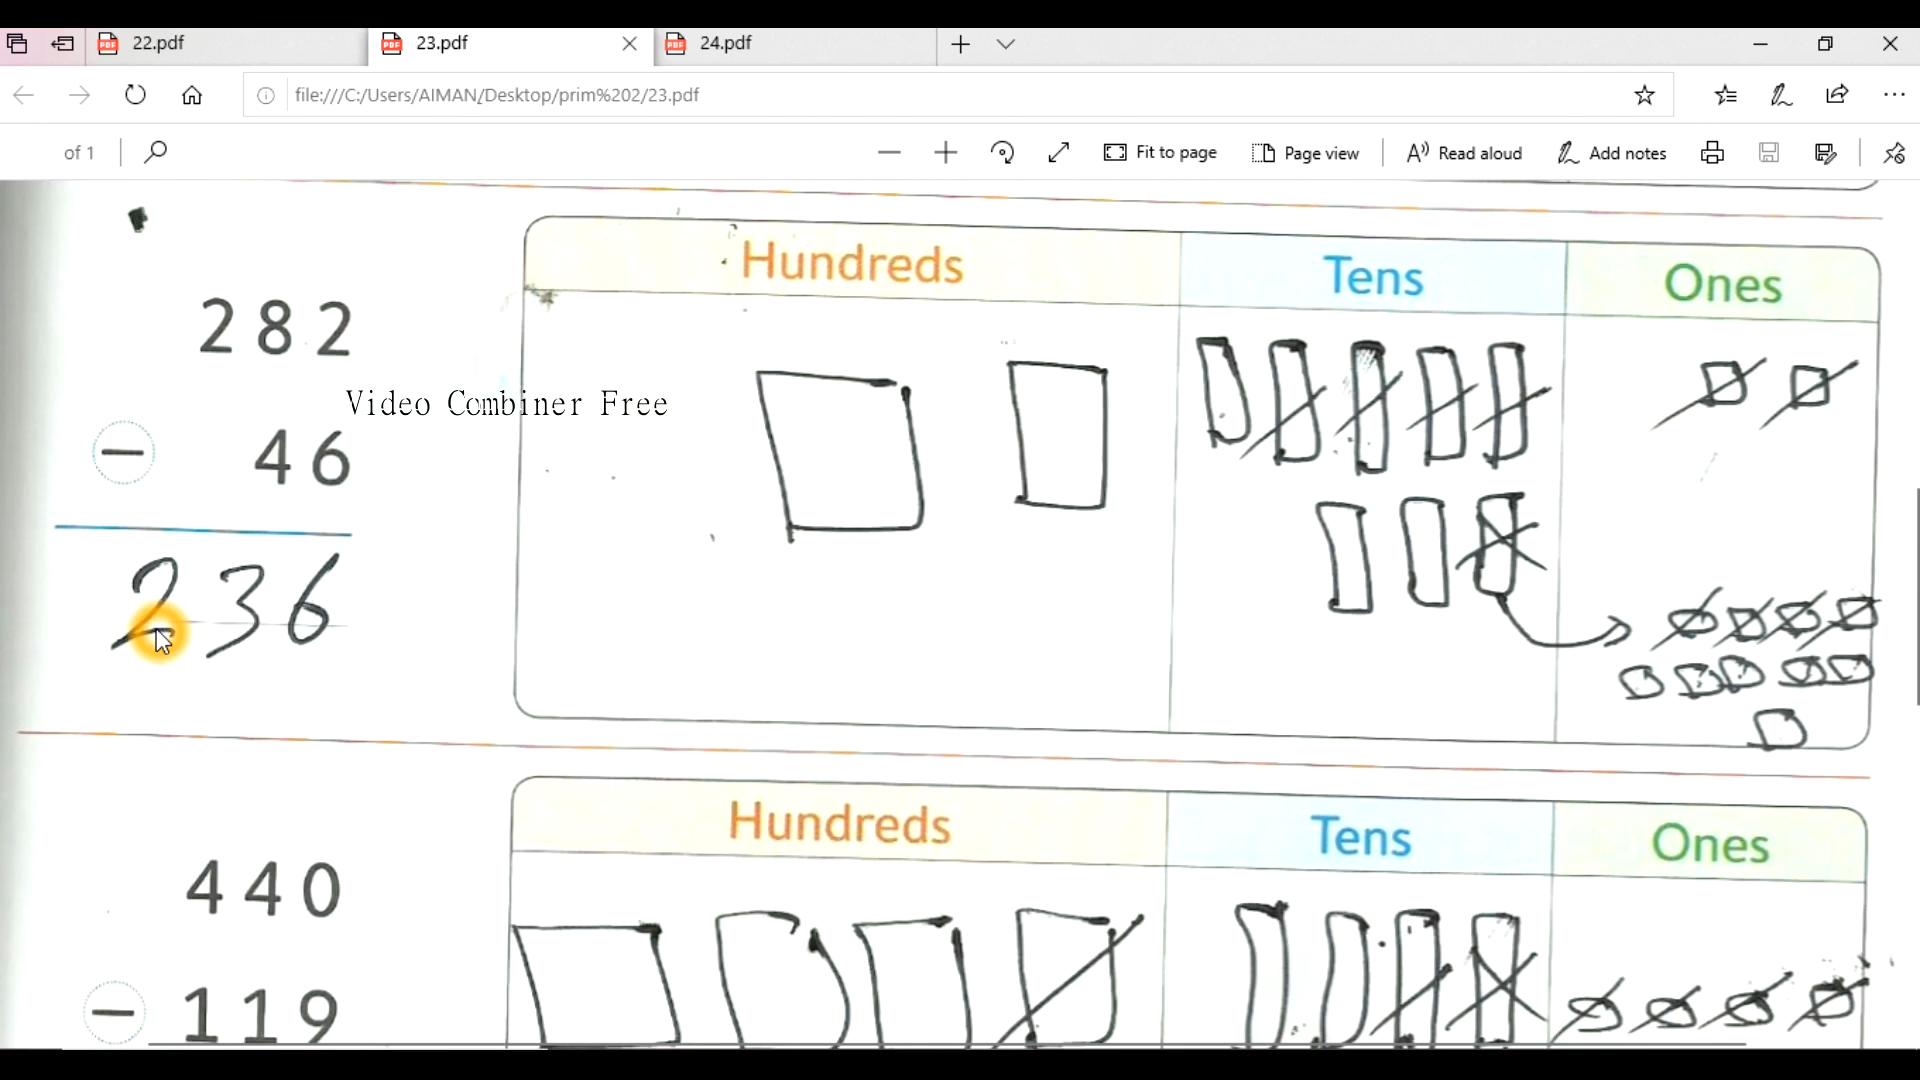 22.pdf
23.pdf
24.pdf
file:///C:/Users/AIMAN/Desktop/prim%202/23.pdf
of 1
Fit to page
Page view
Read aloud
Add notes
Hundreds Tens Ones
282
Video Combiner Free
− 46
236
Hundreds Tens Ones
440
− 119